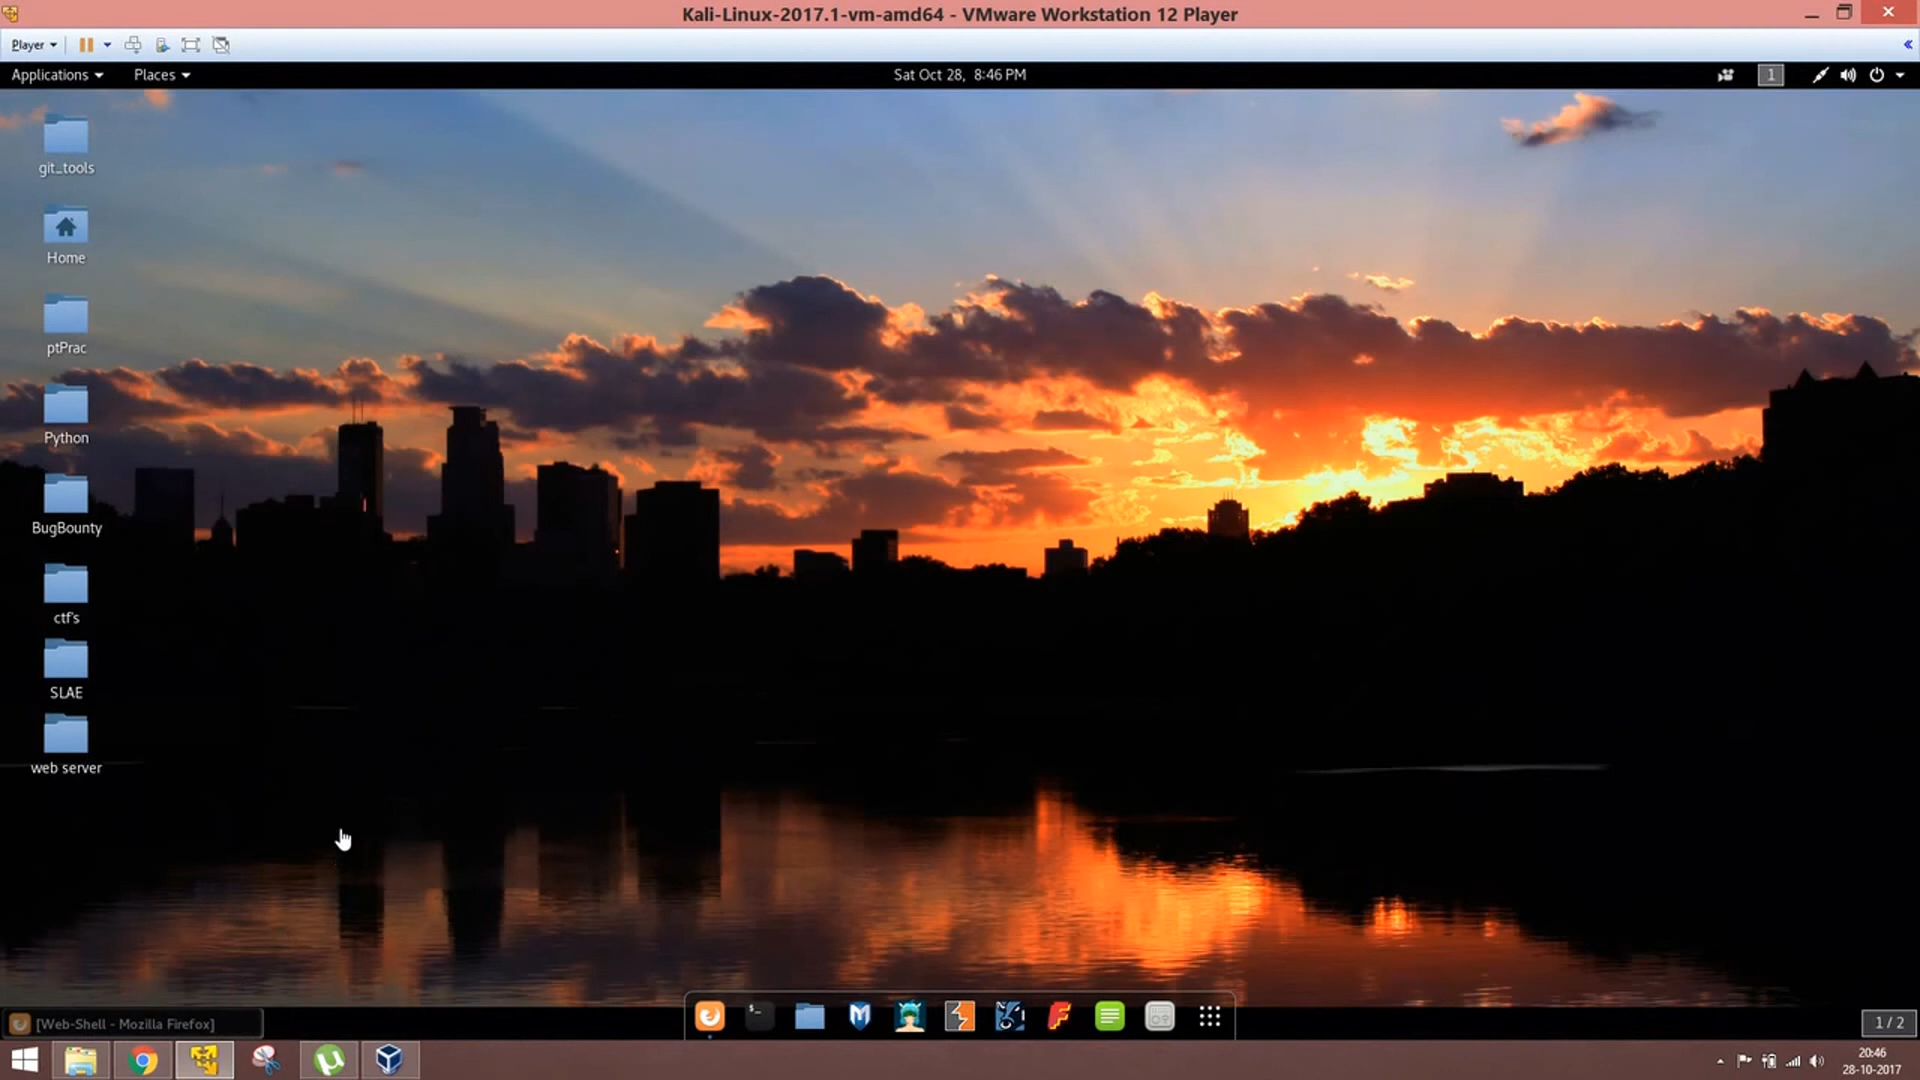 Kali-Linux-2017.1-vm-amd64 - VMware Workstation 12 Player
Player
Applications Places Sat Oct 28, 8:46 PM 1
git_tools
Home
ptPrac
Python
BugBounty
ctf's
SLAE
web server
[Web-Shell - Mozilla Firefox]
1 / 2
20:46
28-10-2017